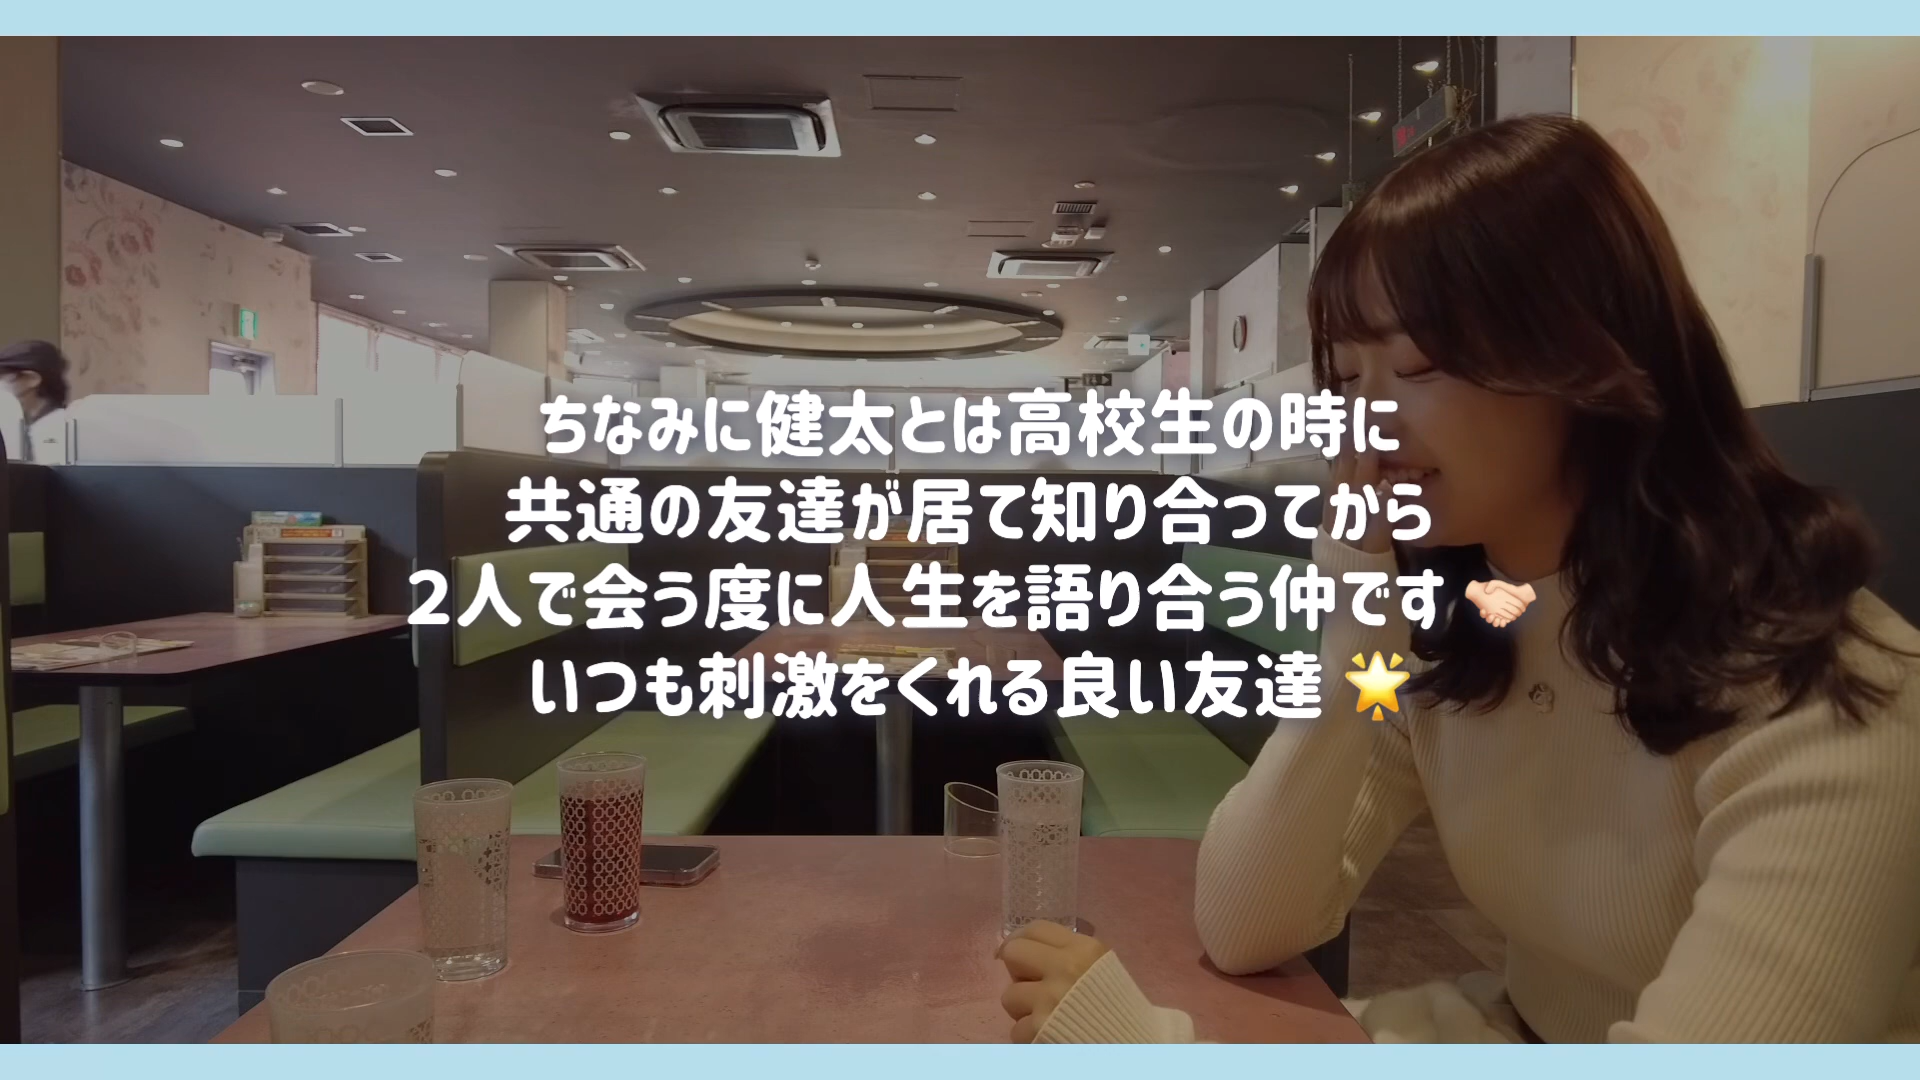 ちなみに健太とは高校生の時に
共通の友達が居て知り合ってから
2人で会う度に人生を語り合う仲です🤝🏻
いつも刺激をくれる良い友達🌟